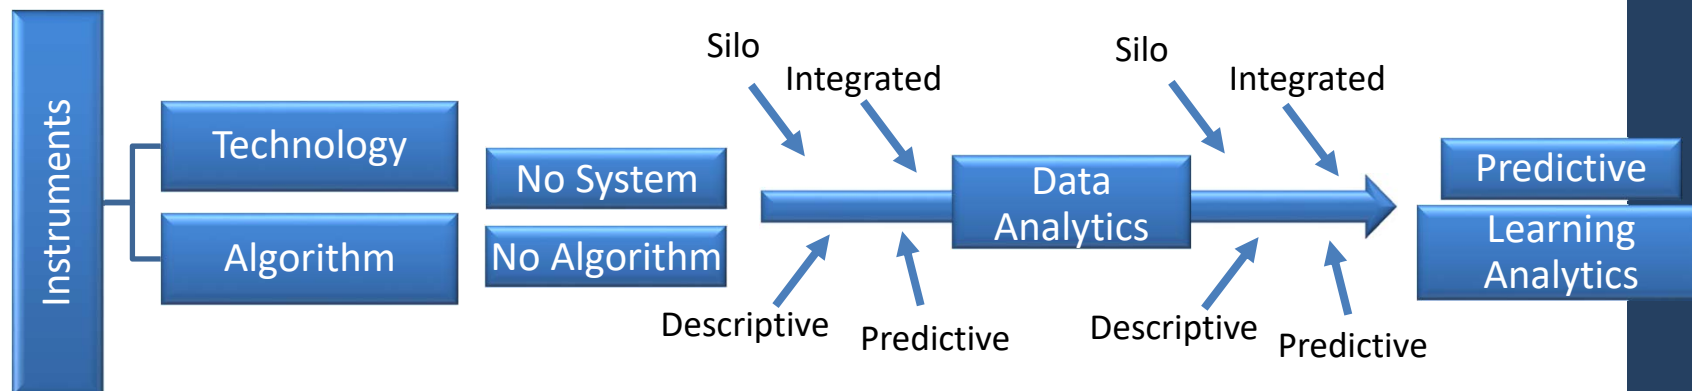 Instruments
Technology
Algorithm
No System
No Algorithm
Silo
Integrated
Descriptive
Predictive
Data
Analytics
Silo
Integrated
Descriptive
Predictive
Predictive
Learning
Analytics